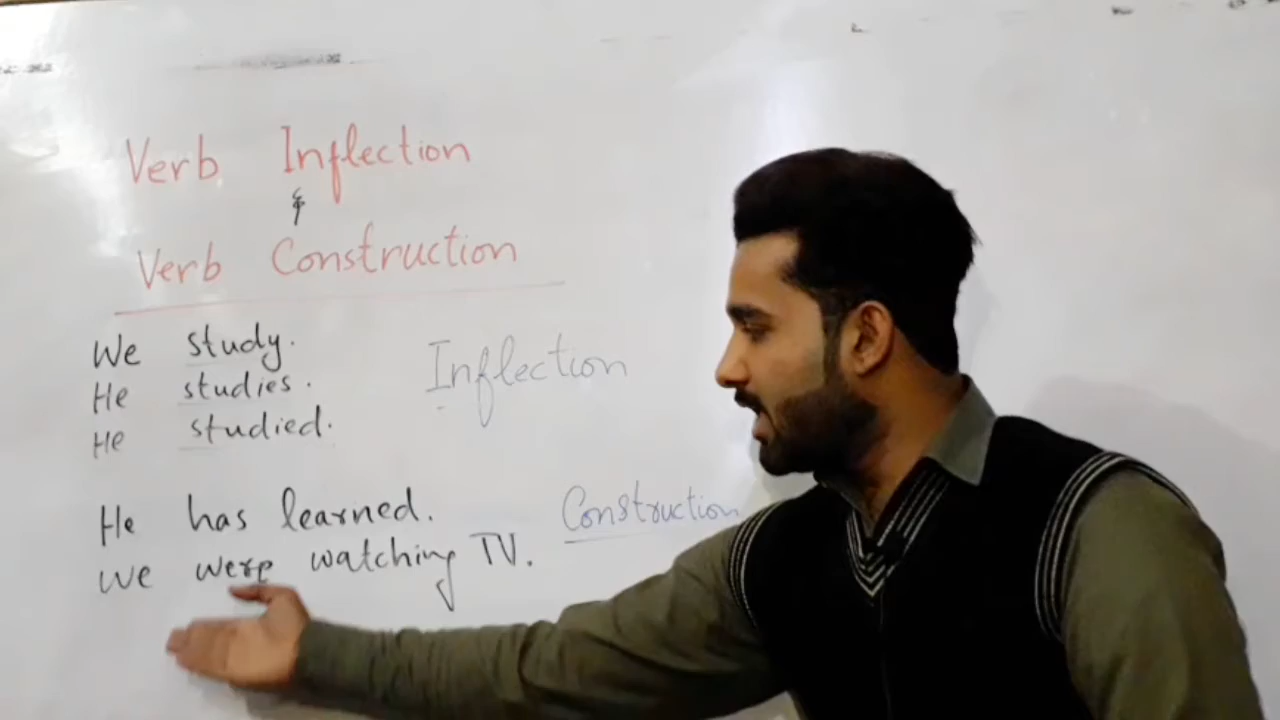 Verb Inflection
&
Verb Construction
We study.
He studies.
He studied.
Inflection
He has learned.
We were watching TV.
Construction